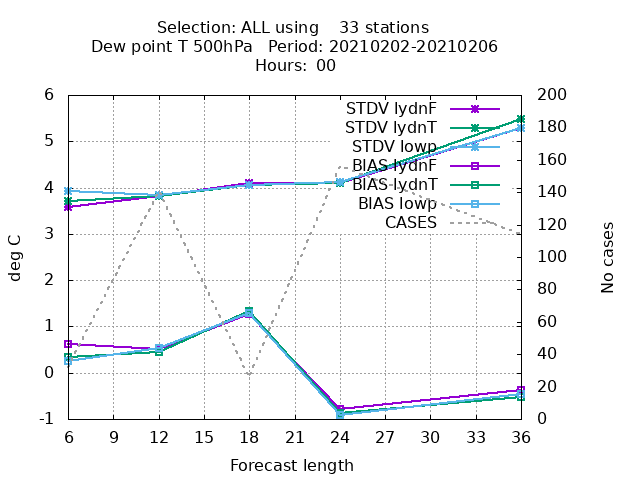 Selection: ALL using    33 stations
Dew point T 500hPa   Period: 20210202-20210206
Hours:  00
6
5
4
3
2
1
0
-1
200
180
160
140
120
100
80
60
40
20
0
STDV lydnF
STDV lydnT
STDV lowp
BIAS lydnF
BIAS lydnT
BIAS lowp
CASES
deg C
No cases
6 9 12 15 18 21 24 27 30 33 36
Forecast length